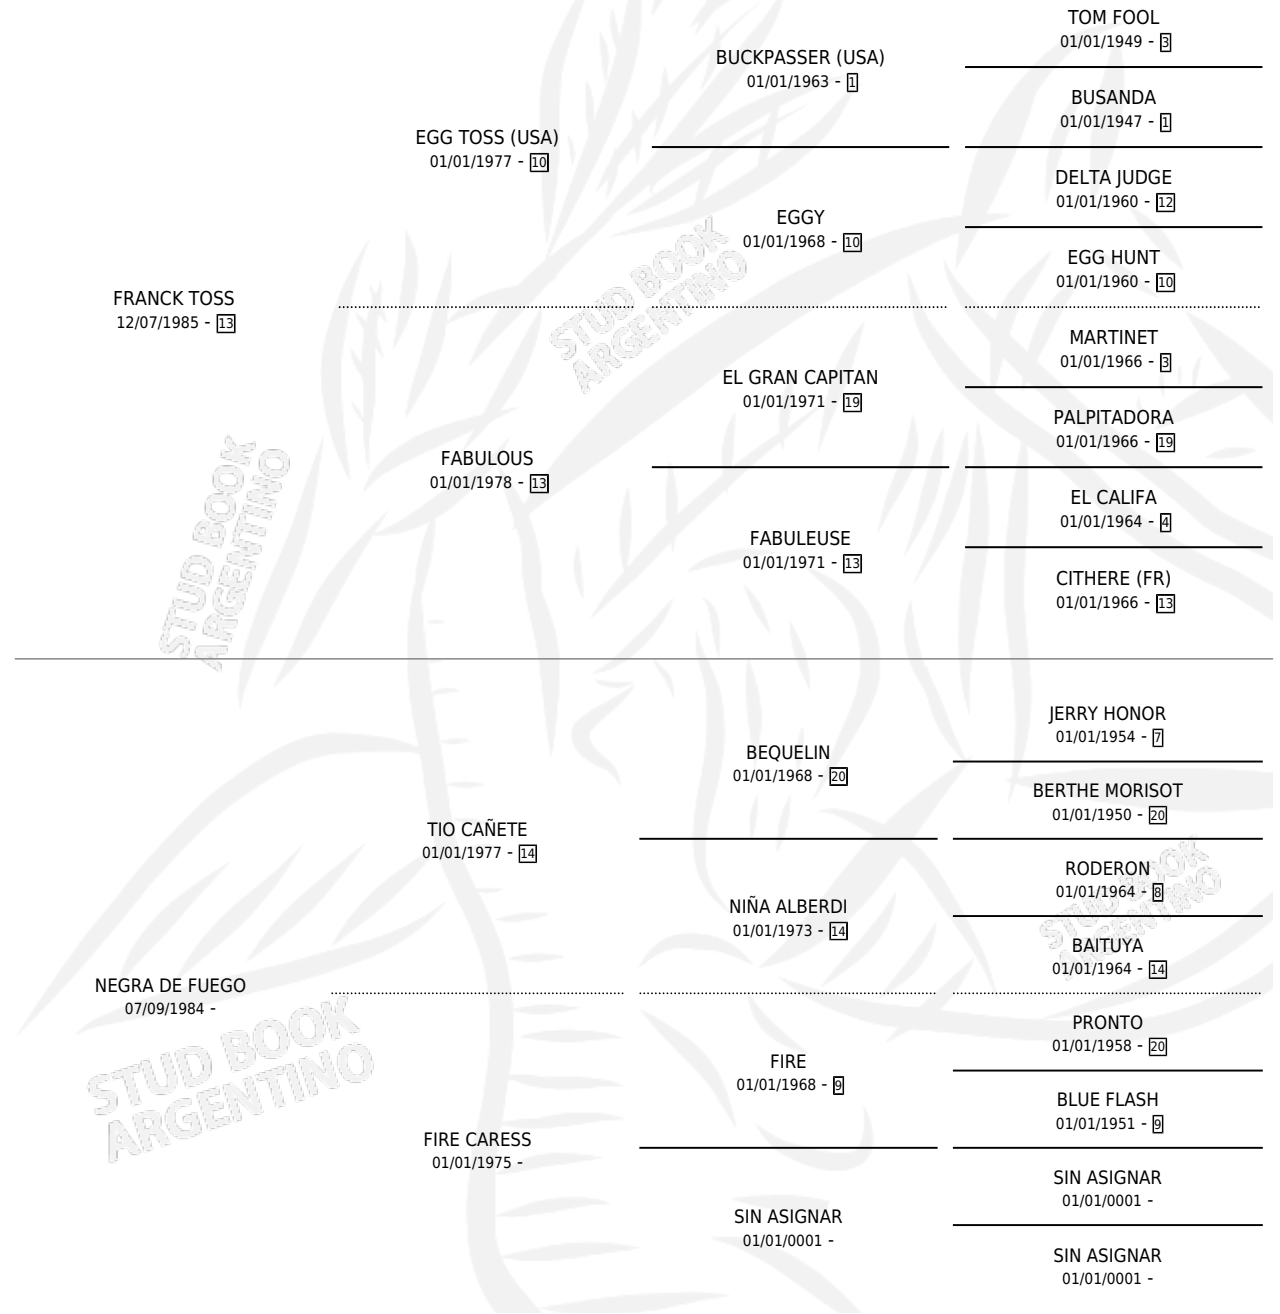 TOM FOOL
01/01/1949 - 3
BUCKPASSER (USA)
01/01/1963 - 1
BUSANDA
01/01/1947 - 1
EGG TOSS (USA)
01/01/1977 - 10
DELTA JUDGE
01/01/1960 - 12
EGGY
01/01/1968 - 10
EGG HUNT
01/01/1960 - 10
FRANCK TOSS
12/07/1985 - 13
MARTINET
01/01/1966 - 3
EL GRAN CAPITAN
01/01/1971 - 19
PALPITADORA
01/01/1966 - 19
FABULOUS
01/01/1978 - 13
EL CALIFA
01/01/1964 - 4
FABULEUSE
01/01/1971 - 13
CITHERE (FR)
01/01/1966 - 13
JERRY HONOR
01/01/1954 - 7
BEQUELIN
01/01/1968 - 20
BERTHE MORISOT
01/01/1950 - 20
TIO CAÑETE
01/01/1977 - 14
RODERON
01/01/1964 - 8
NIÑA ALBERDI
01/01/1973 - 14
BAITUYA
01/01/1964 - 14
NEGRA DE FUEGO
07/09/1984 -
PRONTO
01/01/1958 - 20
FIRE
01/01/1968 - 9
BLUE FLASH
01/01/1951 - 9
FIRE CARESS
01/01/1975 -
SIN ASIGNAR
01/01/0001 -
SIN ASIGNAR
01/01/0001 -
SIN ASIGNAR
01/01/0001 -
STUD BOOK
ARGENTINO
STUD BOOK
ARGENTINO
STUD BOOK
ARGENTINO
STUD BOOK
ARGENTINO